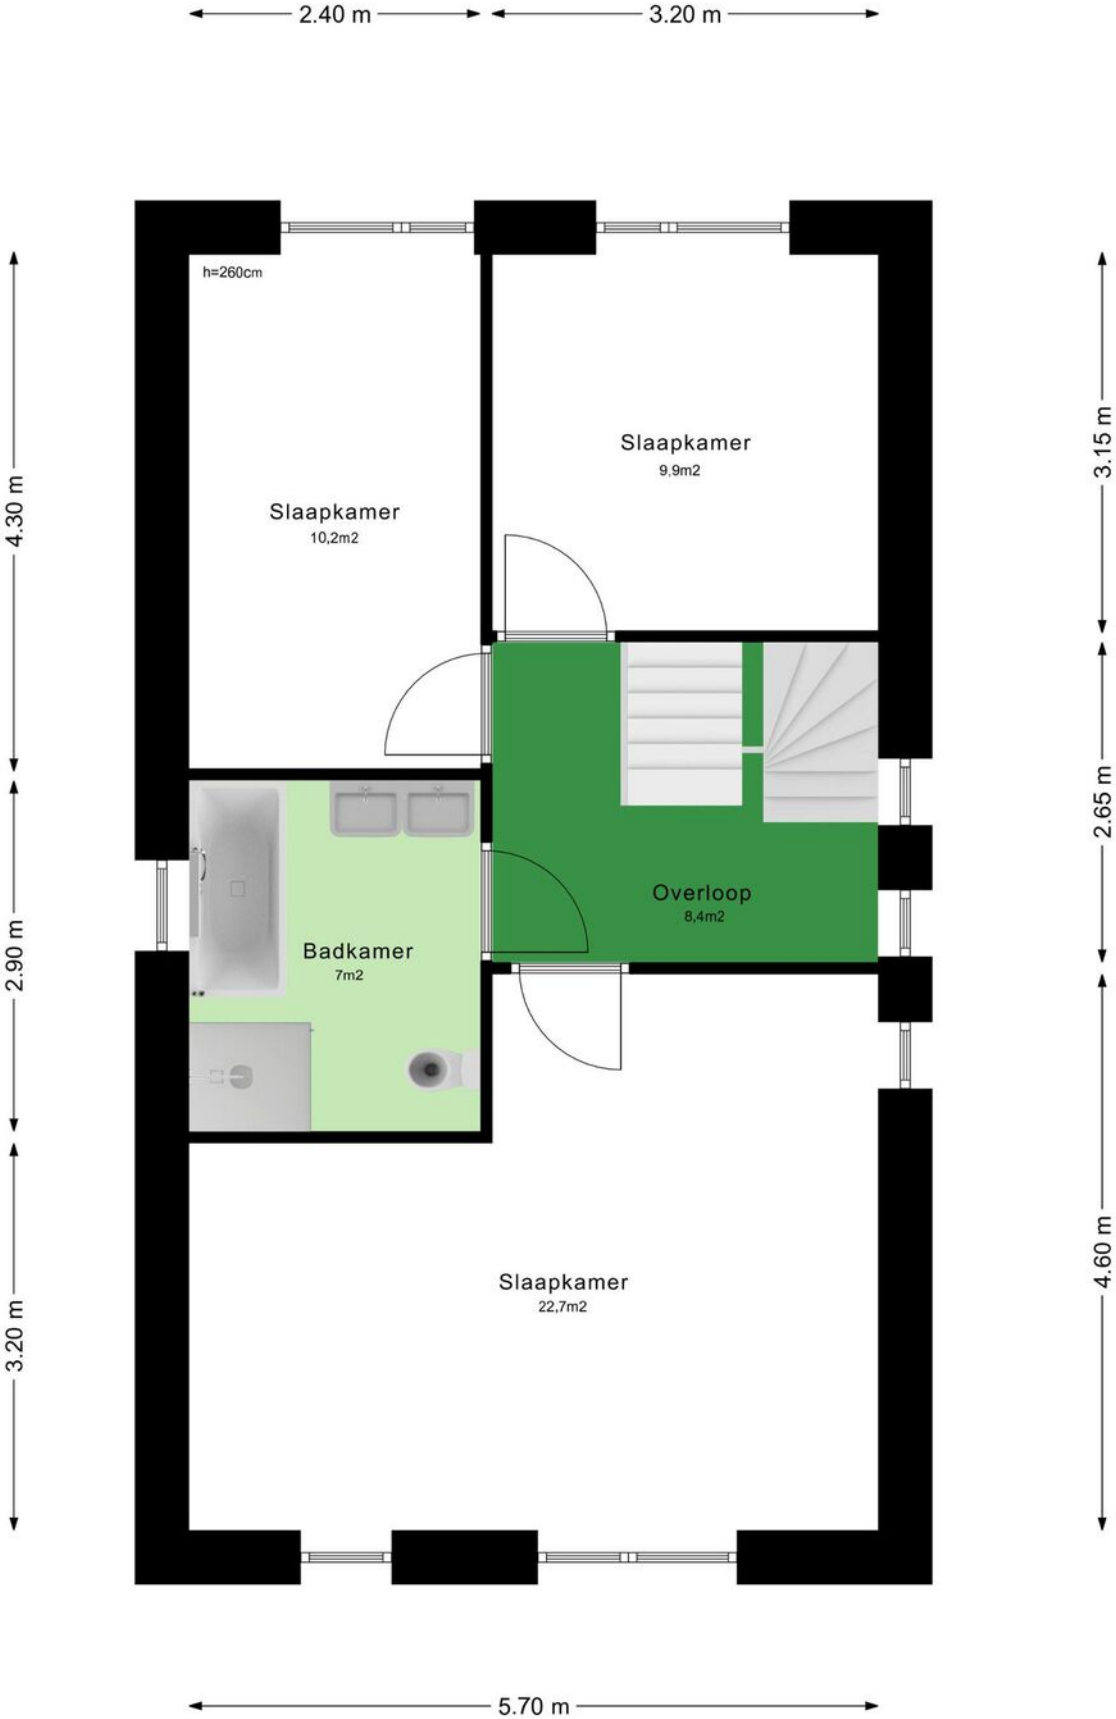 2.40 m
3.20 m
h=260cm
Slaapkamer
9,9m2
3.15 m
4.30 m
Slaapkamer
10,2m2
2.65 m
Overloop
8,4m2
Badkamer
7m2
2.90 m
Slaapkamer
22,7m2
4.60 m
3.20 m
5.70 m